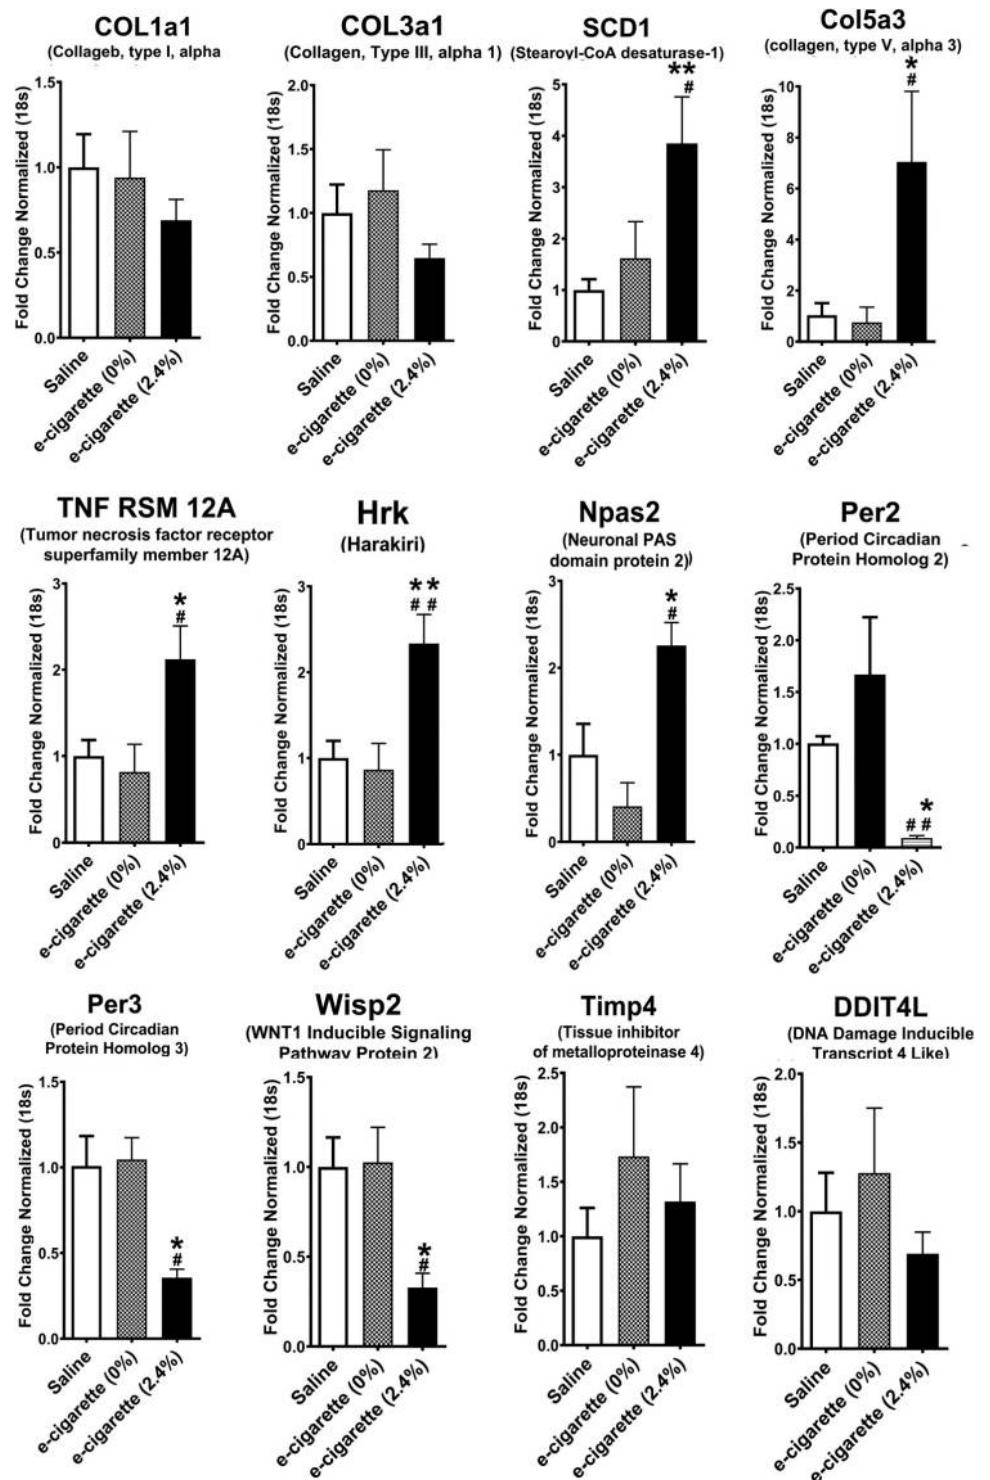 COL1a1
(Collageb, type I, alpha
Fold Change Normalized (18s)
1.5
1.0
0.5
0.0
Saline
e-cigarette (0%)
e-cigarette (2.4%)
COL3a1
(Collagen, Type III, alpha 1)
Fold Change Normalized (18s)
2.0
1.5
1.0
0.5
0.0
Saline
e-cigarette (0%)
e-cigarette (2.4%)
SCD1
(Stearoyl-CoA desaturase-1)
Fold Change Normalized (18s)
5
4
3
2
1
0
**
#
Saline
e-cigarette (0%)
e-cigarette (2.4%)
Col5a3
(collagen, type V, alpha 3)
Fold Change Normalized (18s)
10
8
6
4
2
0
*
#
Saline
e-cigarette (0%)
e-cigarette (2.4%)
TNF RSM 12A
(Tumor necrosis factor receptor
superfamily member 12A)
Fold Change Normalized (18s)
3
2
1
0
*
#
Saline
e-cigarette (0%)
e-cigarette (2.4%)
Hrk
(Harakiri)
Fold Change Normalized (18s)
3
2
1
0
* *
# #
Saline
e-cigarette (0%)
e-cigarette (2.4%)
Npas2
(Neuronal PAS
domain protein 2))
Fold Change Normalized (18s)
3
2
1
0
*
#
Saline
e-cigarette (0%)
e-cigarette (2.4%)
Per2
(Period Circadian
Protein Homolog 2)
Fold Change Normalized (18s)
2.5
2.0
1.5
1.0
0.5
0.0
*
# #
Saline
e-cigarette (0%)
e-cigarette (2.4%)
Per3
(Period Circadian
Protein Homolog 3)
Fold Change Normalized (18s)
1.5
1.0
0.5
0.0
*
#
Saline
e-cigarette (0%)
e-cigarette (2.4%)
Wisp2
(WNT1 Inducible Signaling
Pathway Protein 2)
Fold Change Normalized (18s)
1.5
1.0
0.5
0.0
*
#
Saline
e-cigarette (0%)
e-cigarette (2.4%)
Timp4
(Tissue inhibitor
of metalloproteinase 4)
Fold Change Normalized (18s)
2.5
2.0
1.5
1.0
0.5
0.0
Saline
e-cigarette (0%)
e-cigarette (2.4%)
DDIT4L
(DNA Damage Inducible
Transcript 4 Like)
Fold Change Normalized (18s)
2.0
1.5
1.0
0.5
0.0
Saline
e-cigarette (0%)
e-cigarette (2.4%)